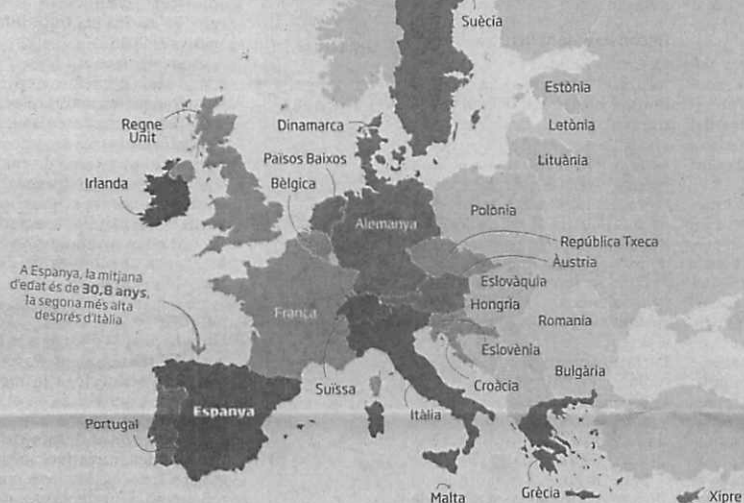 Suècia
Estònia
Letònia
Lituània
Regne
Unit
Dinamarca
Països Baixos
Bèlgica
Irlanda
Alemanya
Polònia
República Txeca
Àustria
Eslovàquia
Hongria
A Espanya, la mitjana
d'edat és de 30,8 anys,
la segona més alta
després d'Itàlia
França
Romania
Eslovènia
Bulgària
Croàcia
Suïssa
Itàlia
Espanya
Portugal
Grècia
Malta
Xipre